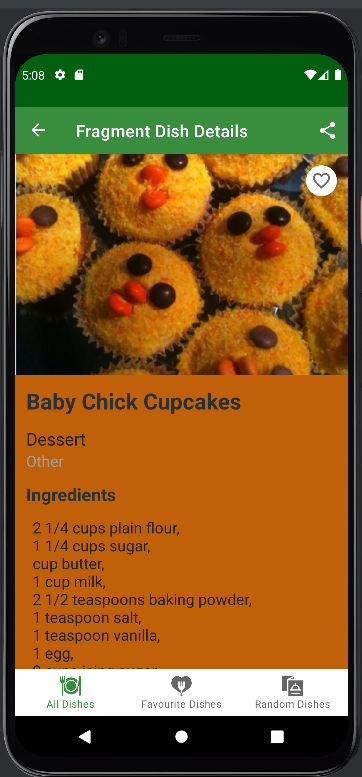 5:08
Fragment Dish Details
Baby Chick Cupcakes
Dessert
Other
Ingredients
2 1/4 cups plain flour,
1 1/4 cups sugar,
cup butter,
1 cup milk,
2 1/2 teaspoons baking powder,
1 teaspoon salt,
1 teaspoon vanilla,
1 egg,
All Dishes
Favourite Dishes
Random Dishes